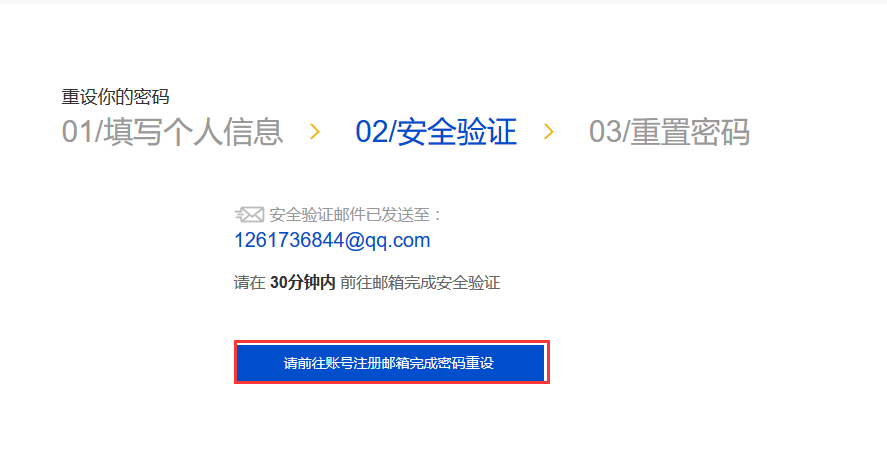 重设你的密码
01/填写个人信息 > 02/安全验证 > 03/重置密码
安全验证邮件已发送至：
1261736844@qq.com
请在 30分钟内 前往邮箱完成安全验证
请前往账号注册邮箱完成密码重设